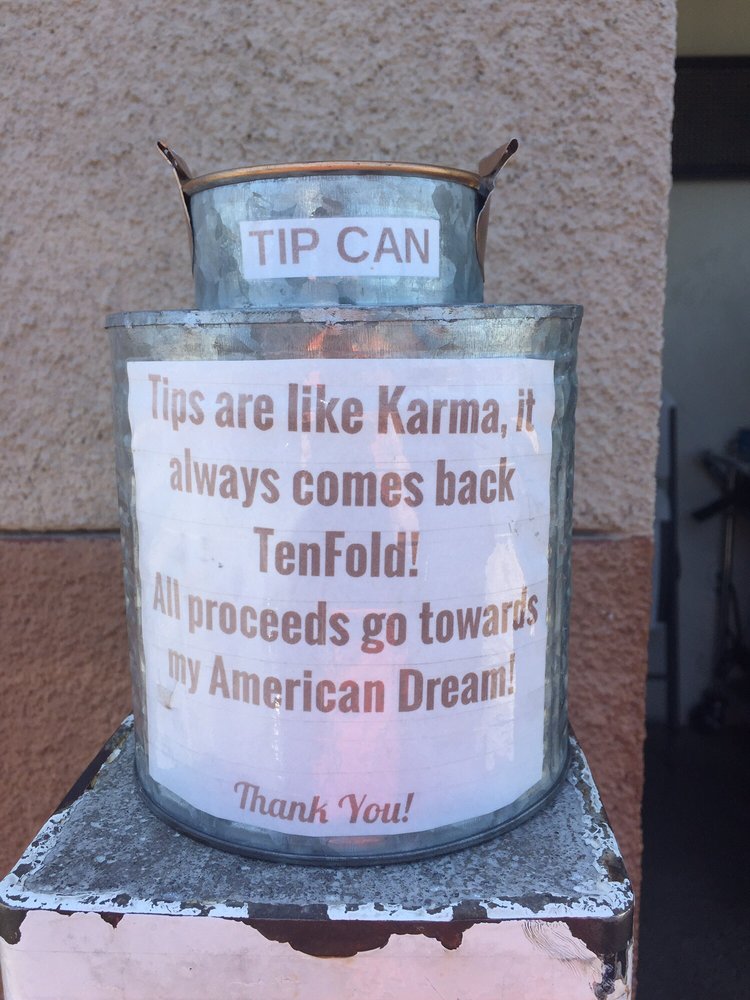 TIP CAN
Tips are like Karma, it
always comes back
TenFold!
All proceeds go towards
my American Dream!
Thank You!